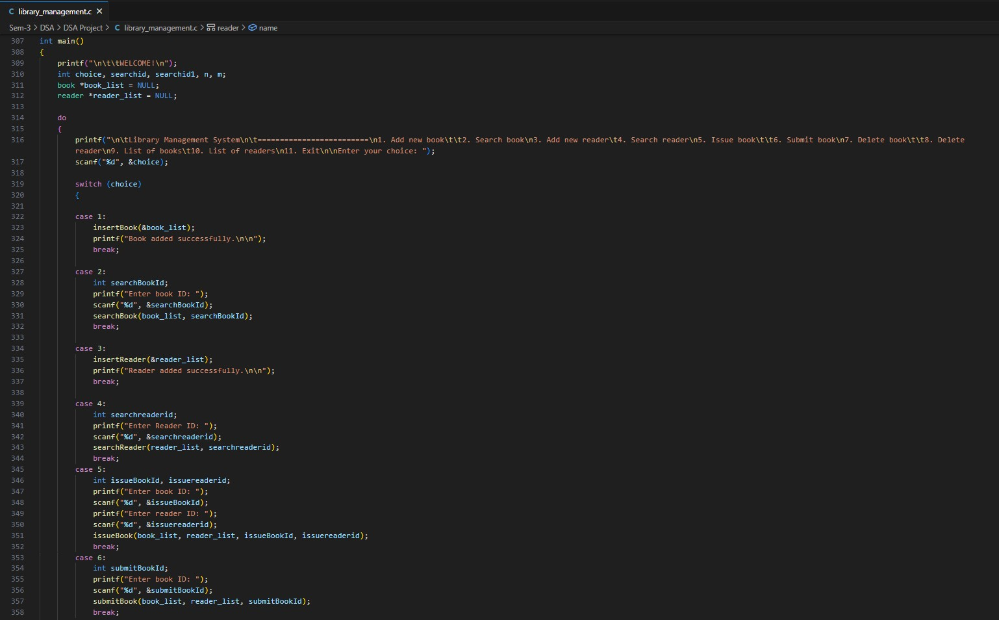 C library_management.c ×
Sem-3 > DSA > DSA Project > C library_management.c > reader > name
307 int main()
308 {
309 printf("\n\t\tWELCOME!\n");
310 int choice, searchid, searchid1, n, m;
311 book *book_list = NULL;
312 reader *reader_list = NULL;
313
314 do
315 {
316 printf("\n\tLibrary Management System\n\t=========================\n1. Add new book\t\t2. Search book\n3. Add new reader\t4. Search reader\n5. Issue book\t\t6. Submit book\n7. Delete book\t\t8. Delete
reader\n9. List of books\t10. List of readers\n11. Exit\n\nEnter your choice: ");
317 scanf("%d", &choice);
318
319 switch (choice)
320 {
321
322 case 1:
323 insertBook(&book_list);
324 printf("Book added successfully.\n\n");
325 break;
326
327 case 2:
328 int searchBookId;
329 printf("Enter book ID: ");
330 scanf("%d", &searchBookId);
331 searchBook(book_list, searchBookId);
332 break;
333
334 case 3:
335 insertReader(&reader_list);
336 printf("Reader added successfully.\n\n");
337 break;
338
339 case 4:
340 int searchreaderid;
341 printf("Enter Reader ID: ");
342 scanf("%d", &searchreaderid);
343 searchReader(reader_list, searchreaderid);
344 break;
345 case 5:
346 int issueBookId, issuereaderid;
347 printf("Enter book ID: ");
348 scanf("%d", &issueBookId);
349 printf("Enter reader ID: ");
350 scanf("%d", &issuereaderid);
351 issueBook(book_list, reader_list, issueBookId, issuereaderid);
352 break;
353 case 6:
354 int submitBookId;
355 printf("Enter book ID: ");
356 scanf("%d", &submitBookId);
357 submitBook(book_list, reader_list, submitBookId);
358 break;